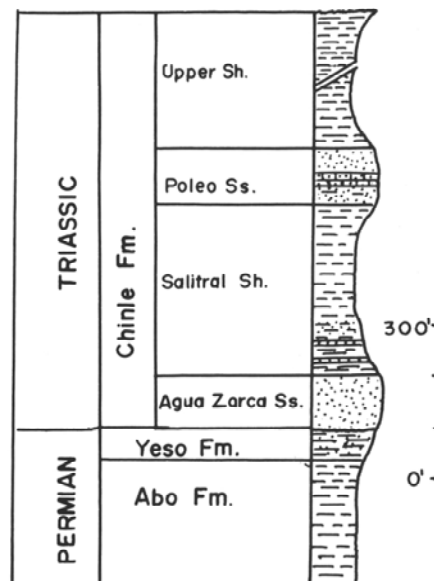 TRIASSIC
Chinle Fm.
Upper Sh.
Poleo Ss.
Salitral Sh.
300'
Agua Zarca Ss.
PERMIAN
Yeso Fm.
0'
Abo Fm.